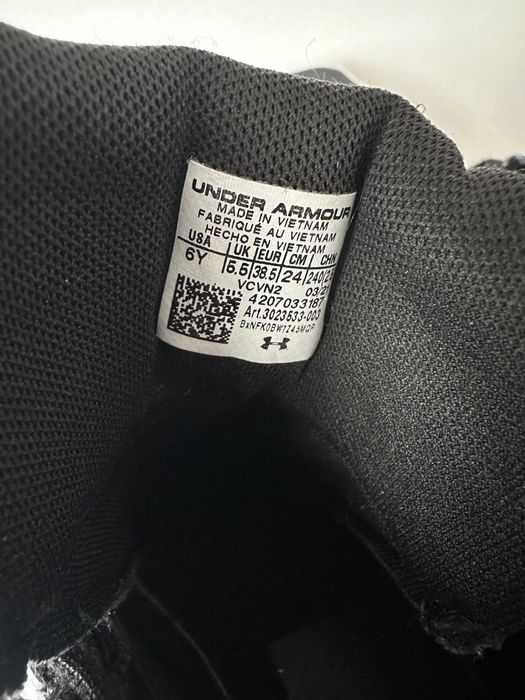 UNDER ARMOUR
MADE IN VIETNAM
FABRIQUÉ AU VIETNAM
HECHO EN VIETNAM
USA UK EUR CM
6Y 5.5 38.5 24
VCVN2
4207033187
Art.3023533-003